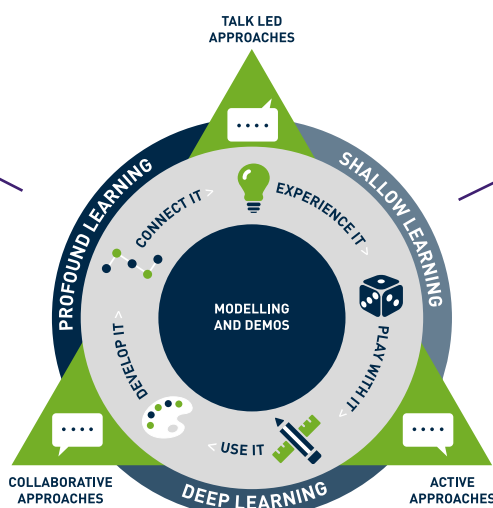 TALK LED
APPROACHES
PROFOUND LEARNING
SHALLOW LEARNING
CONNECT IT >
EXPERIENCE IT >
MODELLING
AND DEMOS
DEVELOP IT >
PLAY WITH IT >
< USE IT
COLLABORATIVE
APPROACHES
DEEP LEARNING
ACTIVE
APPROACHES